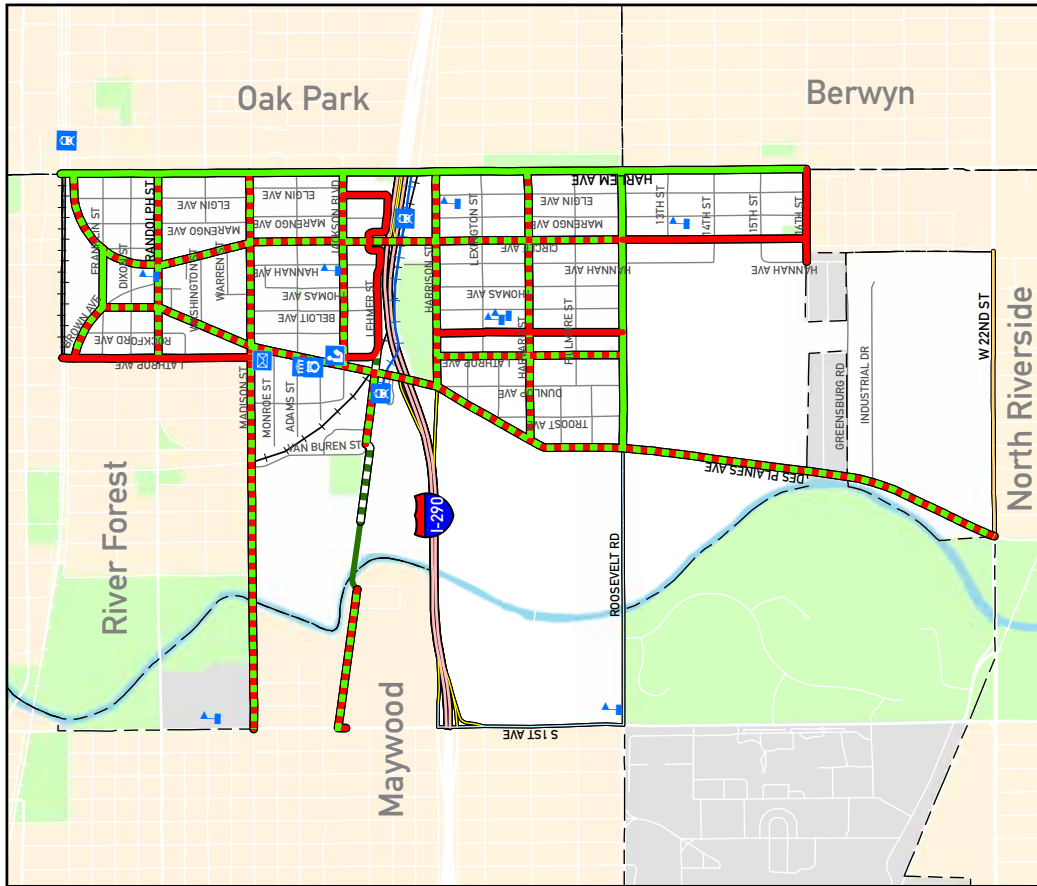 Oak Park
Berwyn
HARLEM AVE
FRANKLIN ST
DIXON ST
RANDOLPH ST
ELGIN AVE
ELGIN AVE
JACKSON BLVD
LEXINGTON ST
ELGIN AVE
13TH ST
14TH ST
15TH ST
16TH ST
MARENGO AVE
MARENGO AVE
MARENGO AVE
WASHINGTON ST
WARREN ST
CIRCLE AVE
HANNAH AVE
HARRISON ST
HANNAH AVE
HANNAH AVE
HANNAH AVE
THOMAS AVE
THOMAS AVE
LEHMER ST
BELOIT AVE
BROWN AVE
ROCKFORD AVE
HARVARD ST
FILLMORE ST
W 22ND ST
North Riverside
LATHROP AVE
LATHROP AVE
GREENSBURG RD
INDUSTRIAL DR
MADISON ST
MONROE ST
ADAMS ST
DUNLOP AVE
TROOST AVE
VAN BUREN ST
DES PLAINES AVE
I-290
River Forest
ROOSEVELT RD
Maywood
S 1ST AVE